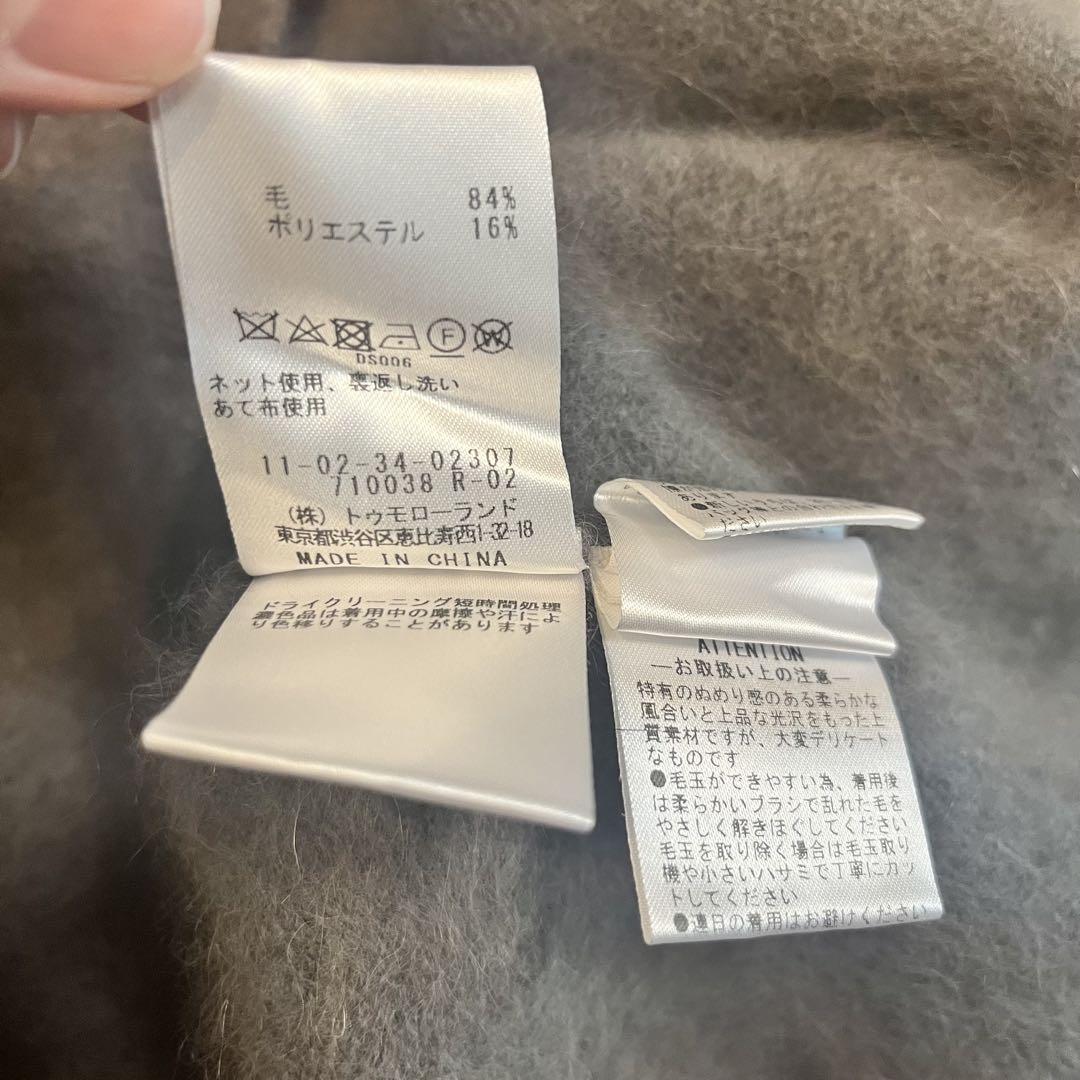 毛 84%
ポリエステル 16%
F W
DS006
ネット使用、裏返し洗い
あて布使用
11-02-34-02307
710038 R-02
(株) トゥモローランド
東京都渋谷区恵比寿西1-32-18
MADE IN CHINA
ドライクリーニング短時間処理
濃色品は着用中の摩擦や汗によ
り色移りすることがあります
あります
ださい
ATTENTION
―お取扱い上の注意―
特有のぬめり感のある柔らかな
風合いと上品な光沢をもった上
質素材ですが、大変デリケート
なものです
●毛玉ができやすい為、着用後
は柔らかいブラシで乱れた毛を
やさしく解きほぐしてください
毛玉を取り除く場合は毛玉取り
機や小さいハサミで丁寧にカッ
トしてください
●連日の着用はお避けください